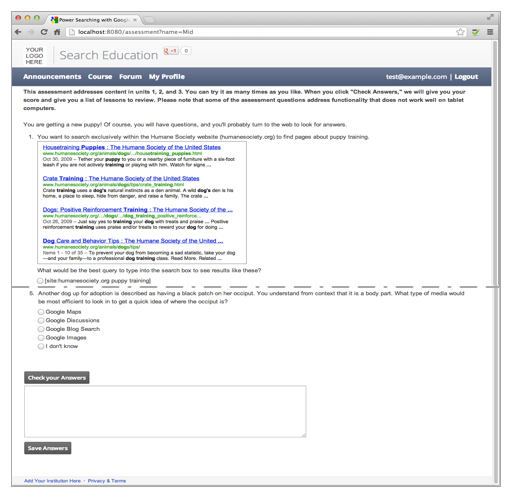 Power Searching with Google
localhost:8080/assessment?name=Mid
YOUR
LOGO
HERE
Search Education
+1
0
Announcements Course Forum My Profile
test@example.com | Logout
This assessment addresses content in units 1, 2, and 3. You can try it as many times as you like. When you click "Check Answers," we will give you your
score and give you a list of lessons to review. Please note that some of the assessment questions address functionality that does not work well on tablet
computers.
You are getting a new puppy! Of course, you will have questions, and you'll probably turn to the web to look for answers.
1. You want to search exclusively within the Humane Society website (humanesociety.org) to find pages about puppy training.
Housetraining Puppies : The Humane Society of the United States
www.humanesociety.org/animals/dogs/.../housetraining_puppies.html
Oct 30, 2009 – Tether your puppy to you or a nearby piece of furniture with a six-foot
leash if you are not actively training or playing with him. Watch for signs ...
Crate Training : The Humane Society of the United States
www.humanesociety.org/animals/dogs/tips/crate_training.html
Crate training uses a dog's natural instincts as a den animal. A wild dog's den is his
home, a place to sleep, hide from danger, and raise a family. The crate ...
Dogs: Positive Reinforcement Training : The Humane Society of the ...
www.humanesociety.org/.../dogs/.../dog_training_positive_reinforce...
Oct 26, 2009 – Just say yes to training your dog with treats and praise ... Positive
reinforcement training uses praise and/or treats to reward your dog for doing ...
Dog Care and Behavior Tips : The Humane Society of the United ...
www.humanesociety.org/animals/dogs/tips/
Items 1 - 10 of 35 – To prevent your dog from becoming a sad statistic, take your dog
—and your family—to a professional dog training class. Read More, Related ...
What would be the best query to type into the search box to see results like these?
[site:humanesociety.org puppy training]
5. Another dog up for adoption is described as having a black patch on her occiput. You understand from context that it is a body part. What type of media would
be most efficient to look in to get a quick idea of where the occiput is?
Google Maps
Google Discussions
Google Blog Search
Google Images
I don't know
Check your Answers
Save Answers
Add Your Institution Here - Privacy & Terms